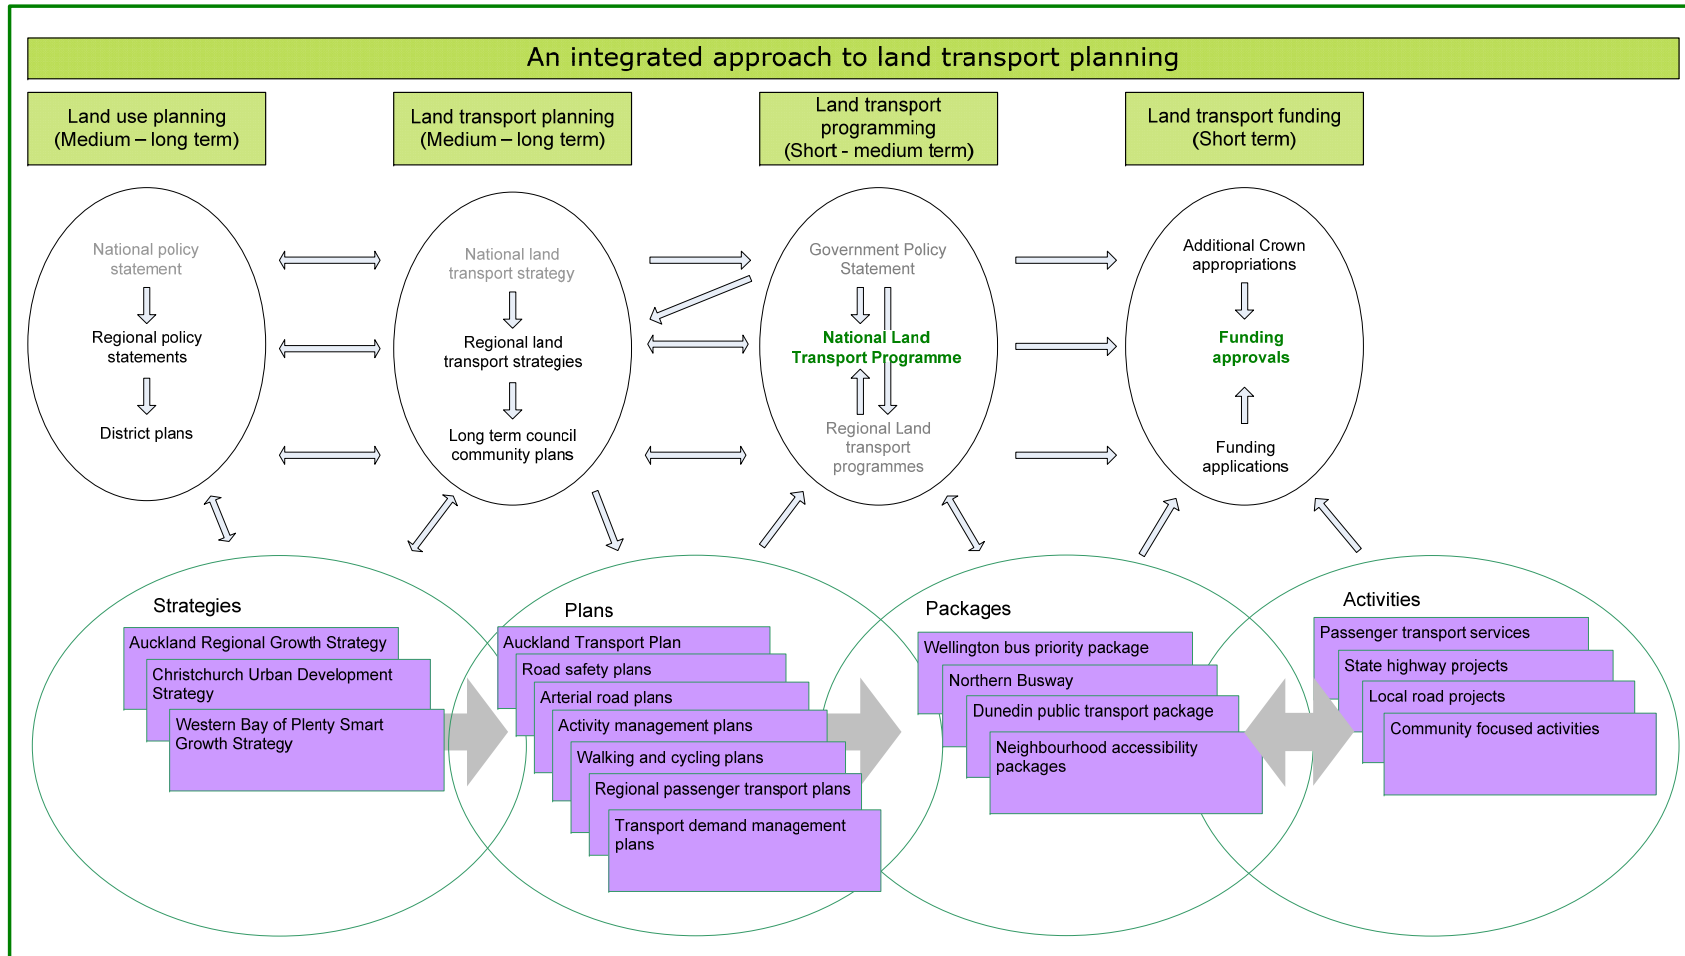 An integrated approach to land transport planning
Land use planning
(Medium – long term)
Land transport planning
(Medium – long term)
Land transport
programming
(Short - medium term)
Land transport funding
(Short term)
National policy
statement
Regional policy
statements
District plans
National land
transport strategy
Regional land
transport strategies
Long term council
community plans
Government Policy
Statement
National Land
Transport Programme
Regional Land
transport
programmes
Additional Crown
appropriations
Funding
approvals
Funding
applications
Strategies
Auckland Regional Growth Strategy
Christchurch Urban Development
Strategy
Western Bay of Plenty Smart
Growth Strategy
Plans
Auckland Transport Plan
Road safety plans
Arterial road plans
Activity management plans
Walking and cycling plans
Regional passenger transport plans
Transport demand management
plans
Packages
Wellington bus priority package
Northern Busway
Dunedin public transport package
Neighbourhood accessibility
packages
Activities
Passenger transport services
State highway projects
Local road projects
Community focused activities